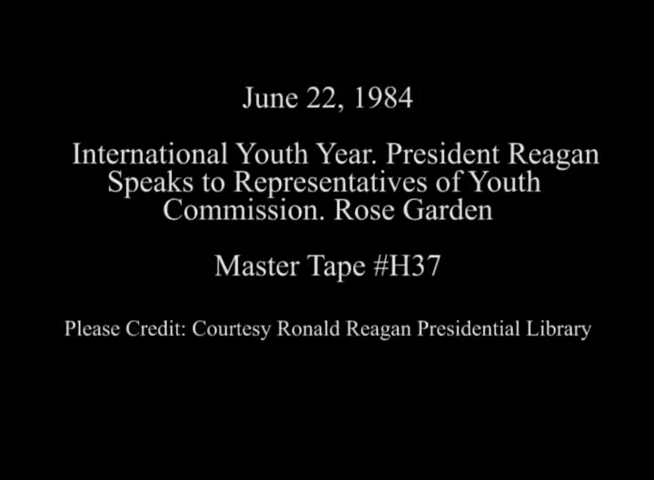 June 22, 1984
International Youth Year. President Reagan
Speaks to Representatives of Youth
Commission. Rose Garden
Master Tape #H37
Please Credit: Courtesy Ronald Reagan Presidential Library